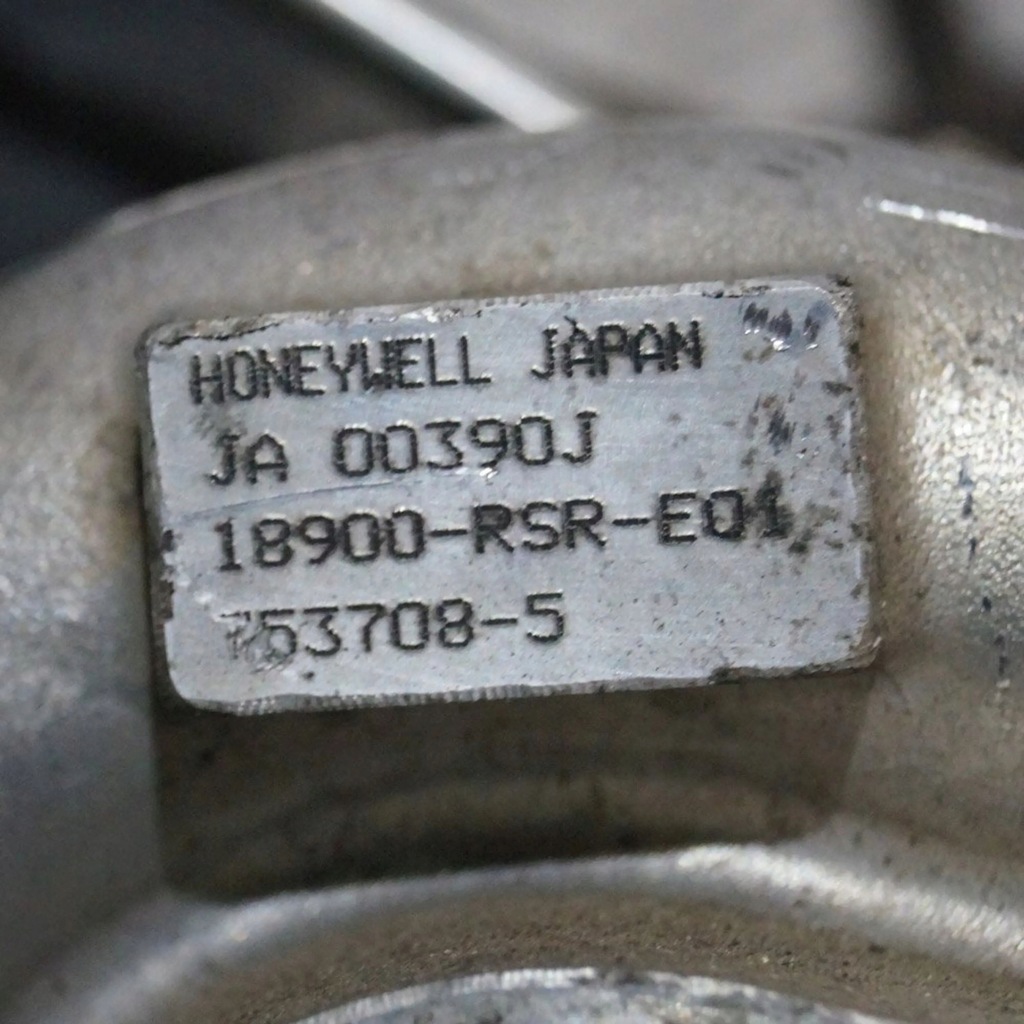 HONEYWELL JAPAN
JA 00390J
18900-RSR-E01
753708-5